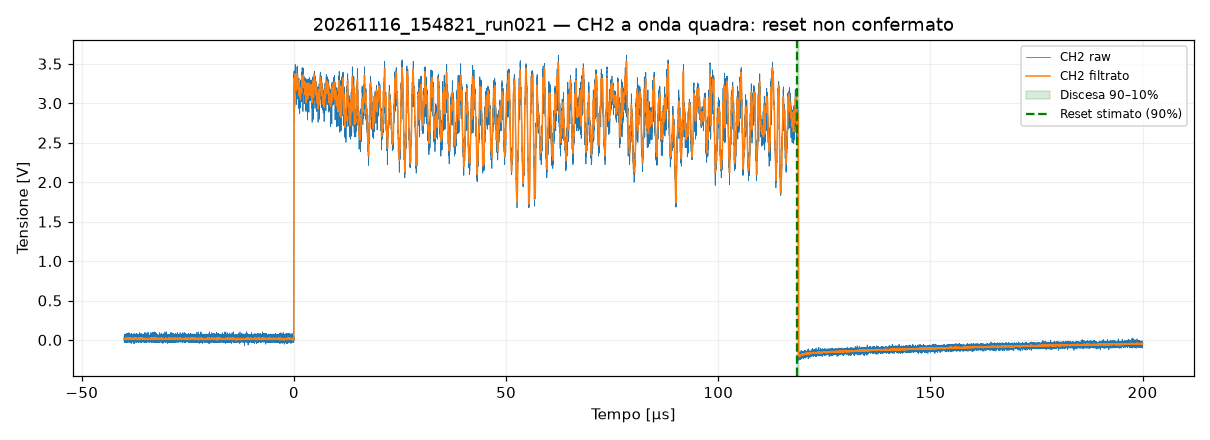 20261116_154821_run021 — CH2 a onda quadra: reset non confermato
CH2 raw
CH2 filtrato
Discesa 90–10%
Reset stimato (90%)
Tensione [V]
3.5
3.0
2.5
2.0
1.5
1.0
0.5
0.0
−50
0
50
100
150
200
Tempo [µs]